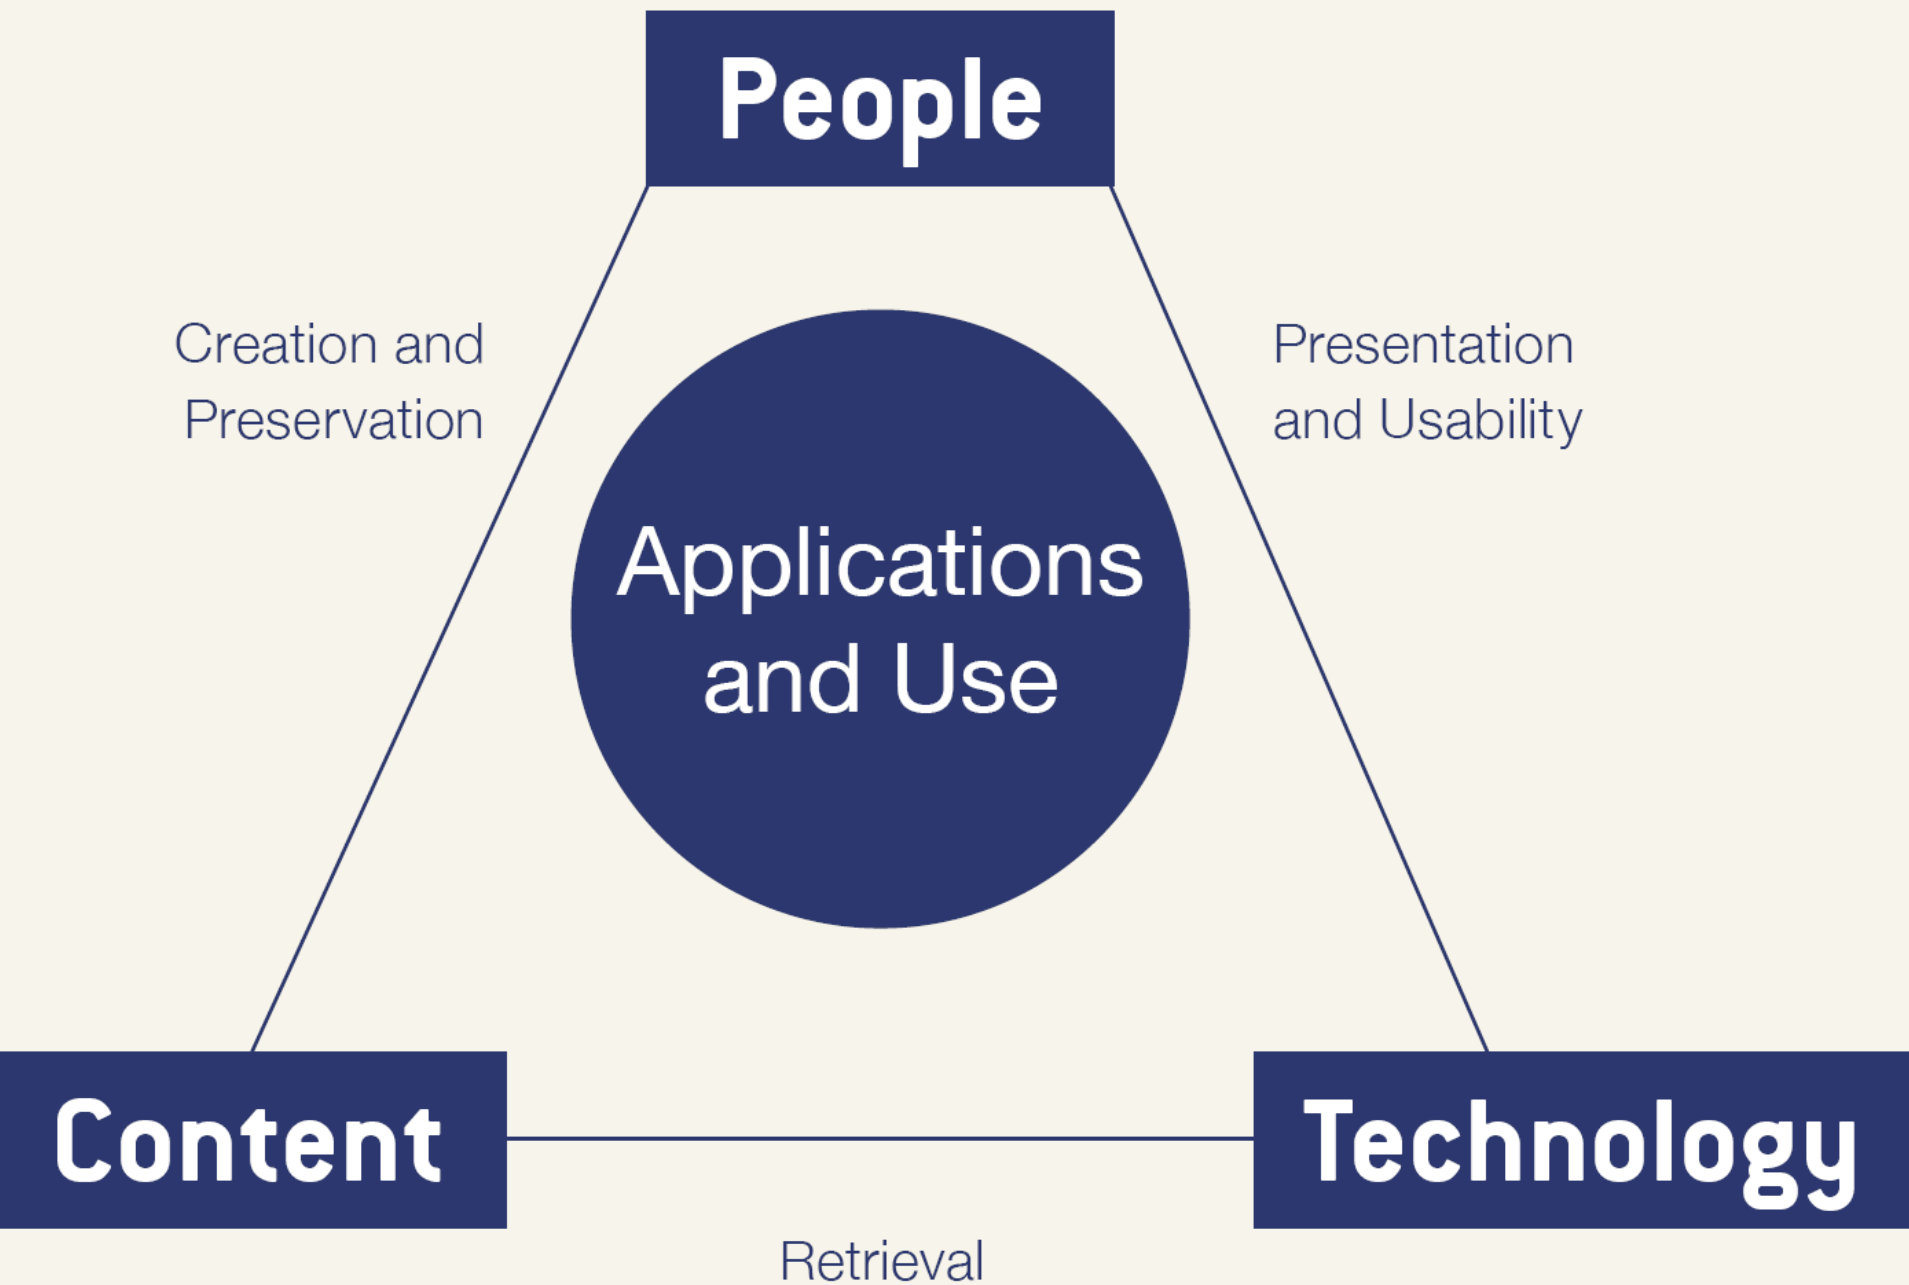 People
Creation and
Preservation
Presentation
and Usability
Applications
and Use
Content
Technology
Retrieval